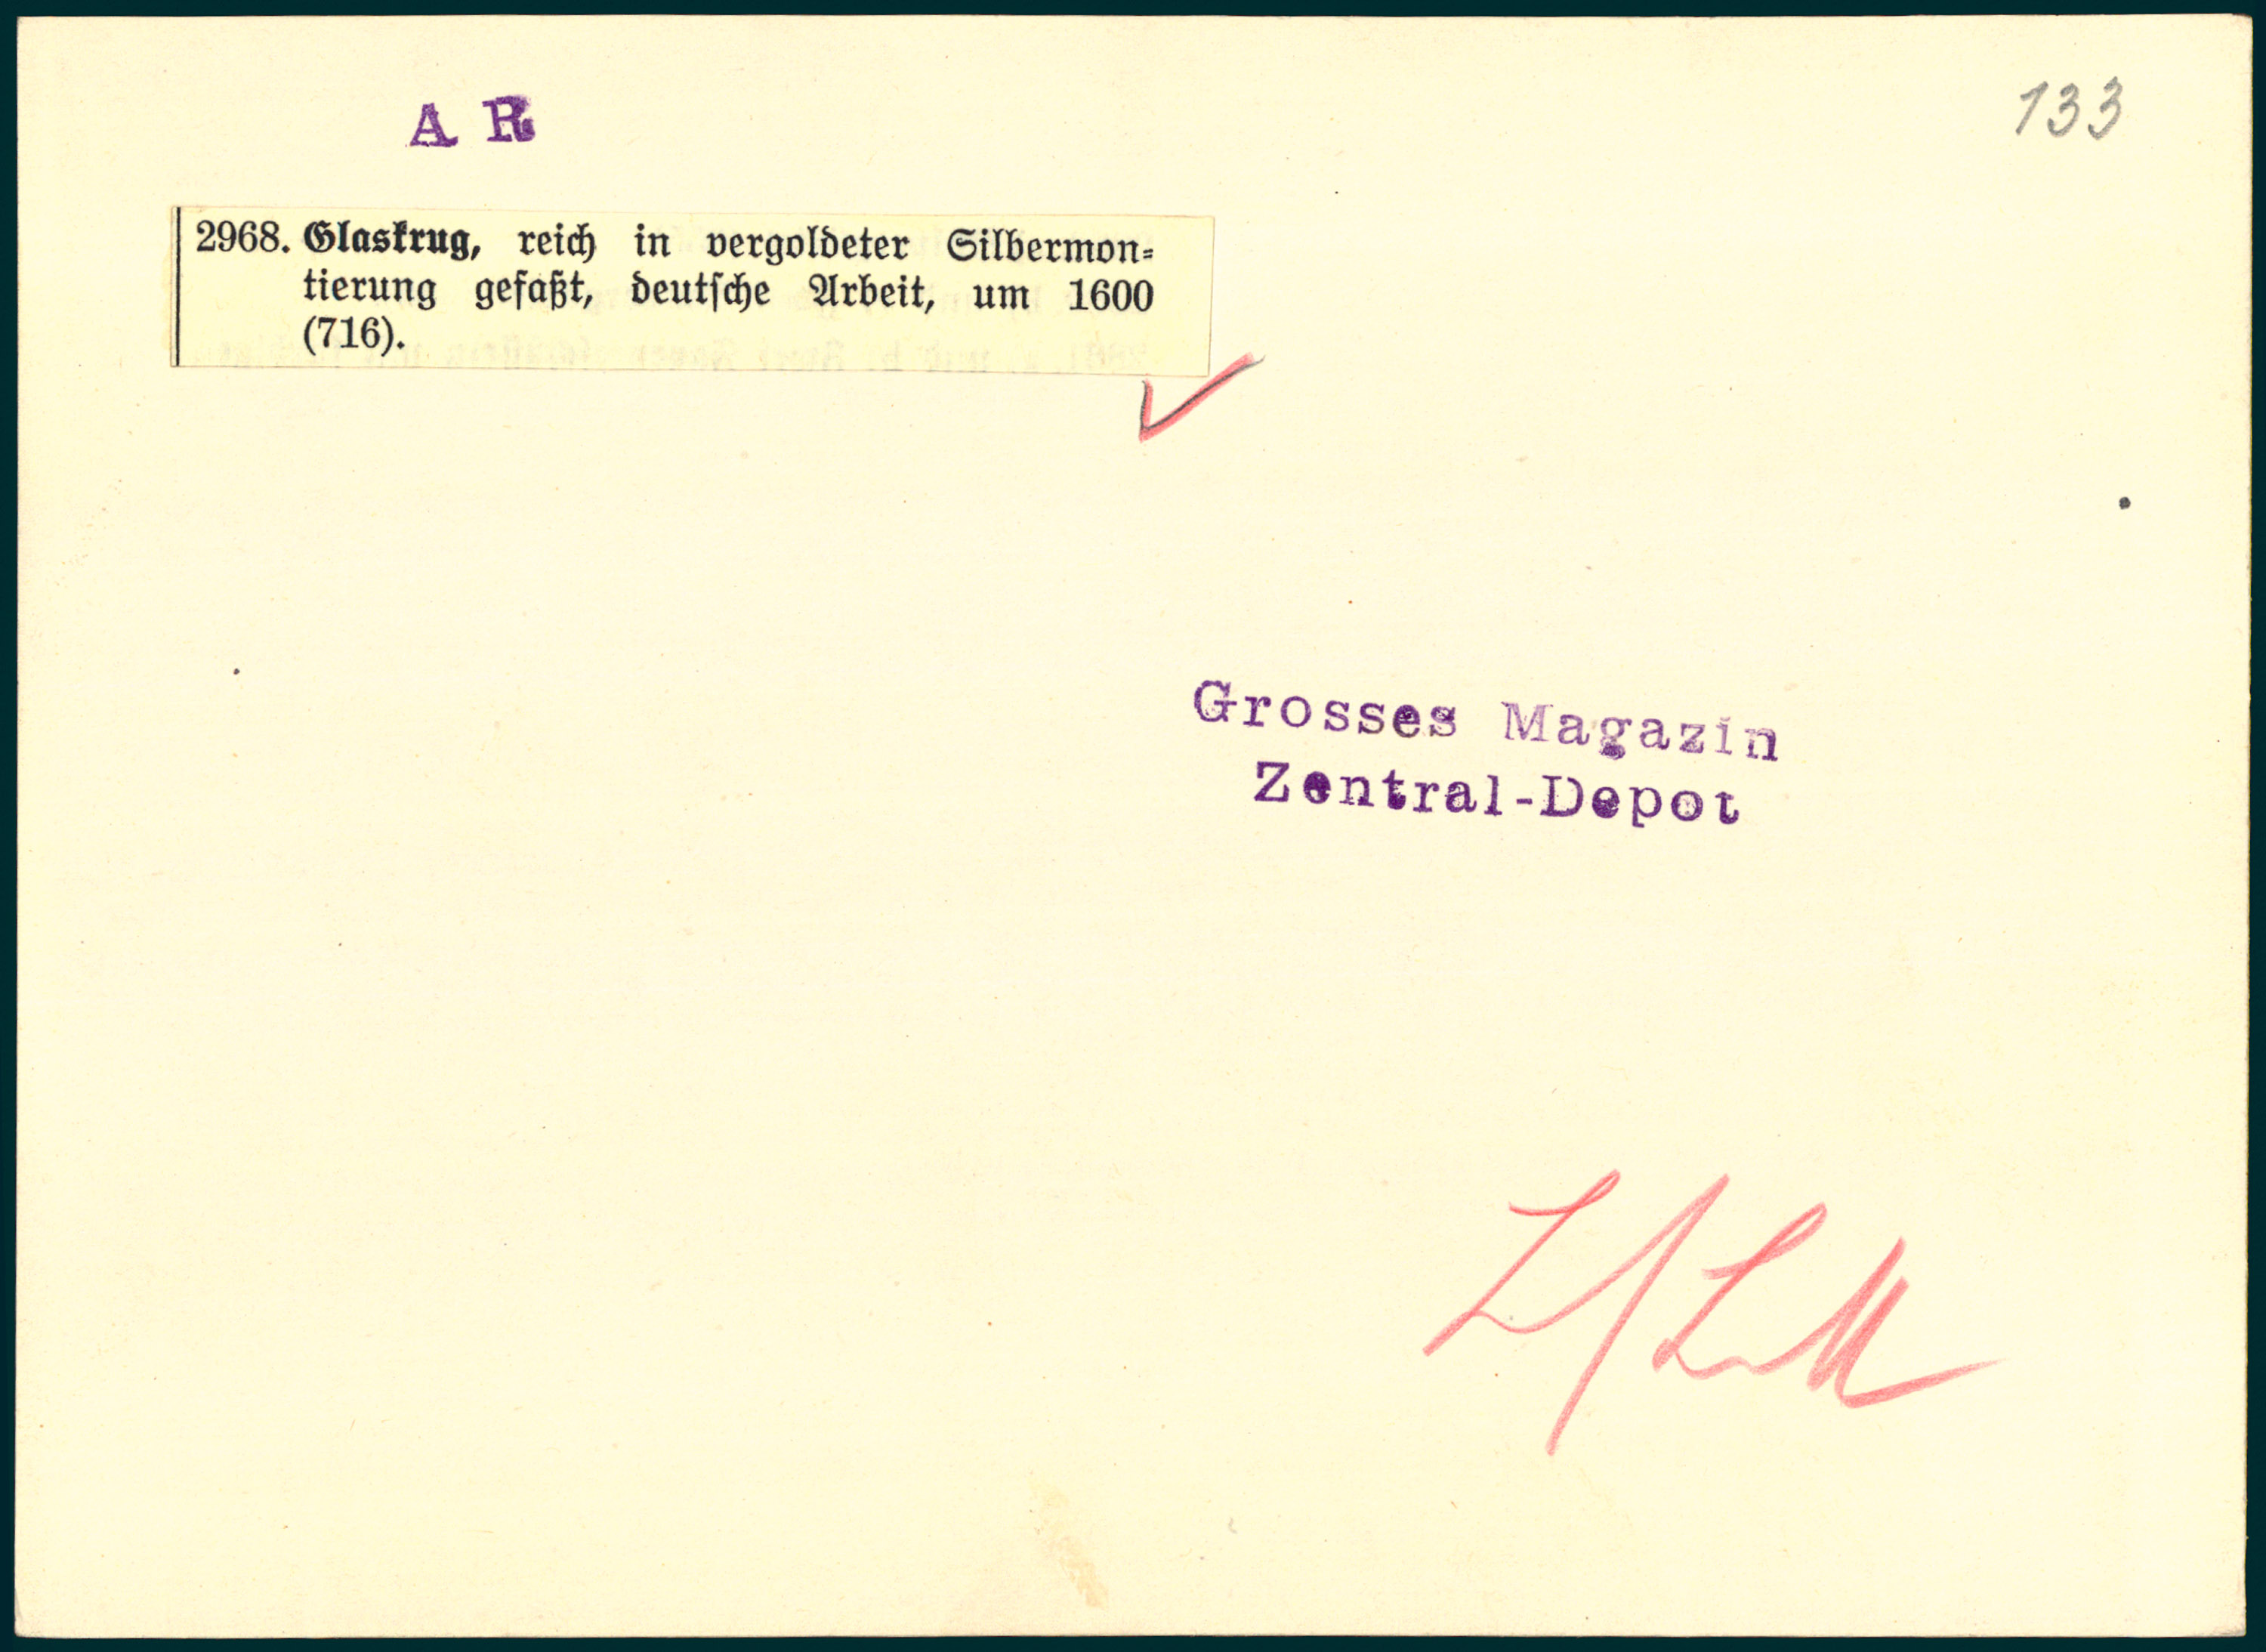 A R
133
2968. Glaskrug, reich in vergoldeter Silbermon-
tierung gefaßt, deutsche Arbeit, um 1600
(716).
Grosses Magazin
Zentral-Depot